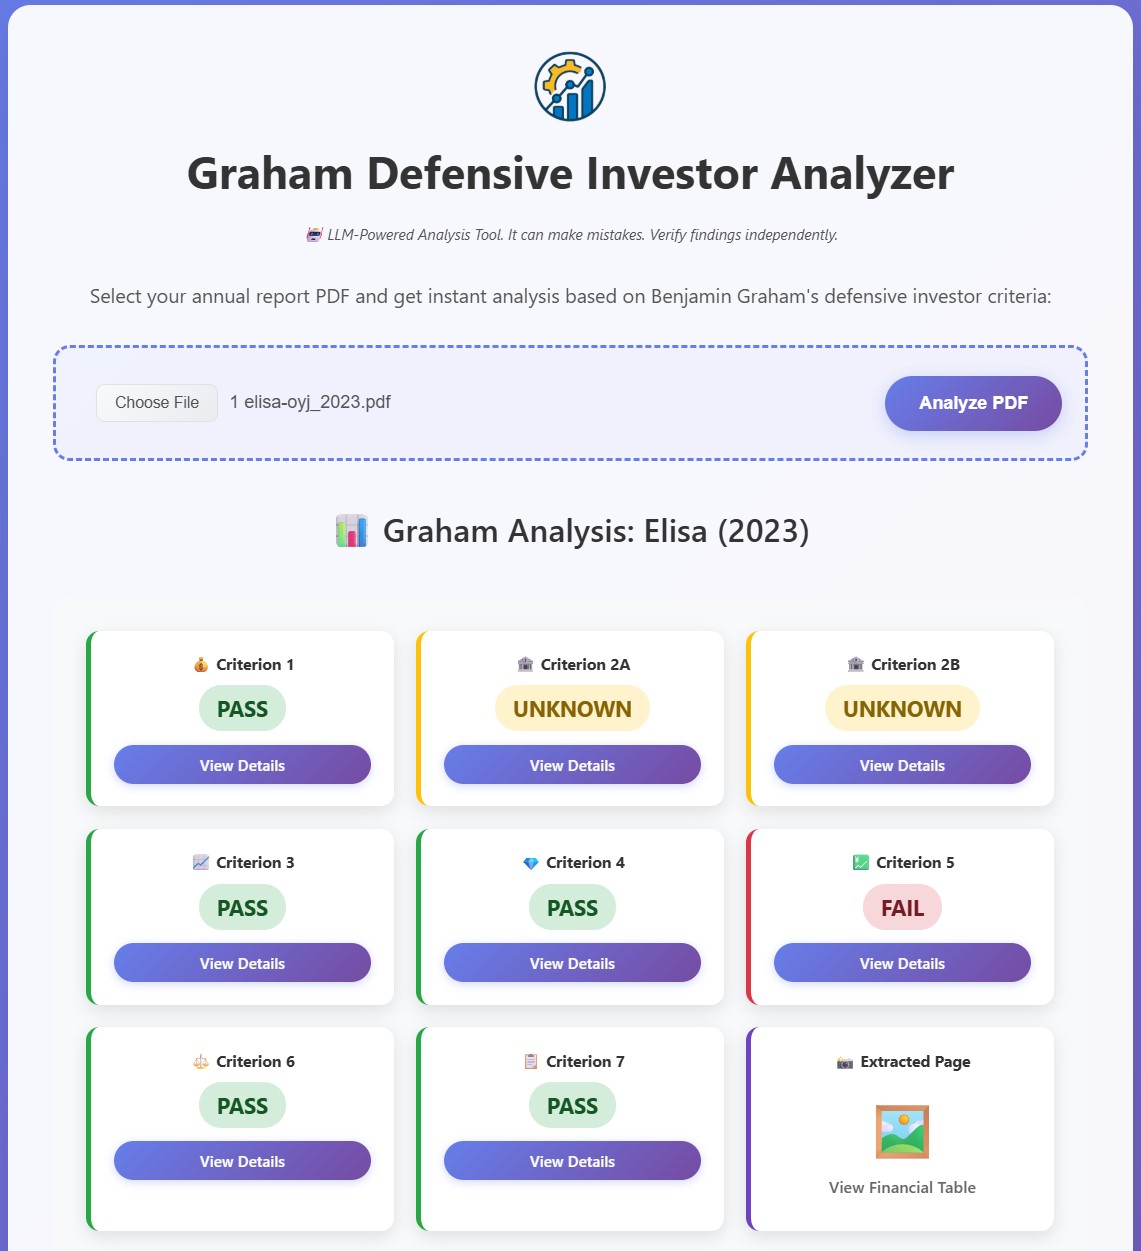 Graham Defensive Investor Analyzer
LLM-Powered Analysis Tool. It can make mistakes. Verify findings independently.
Select your annual report PDF and get instant analysis based on Benjamin Graham's defensive investor criteria:
Choose File 1 elisa-oyj_2023.pdf Analyze PDF
Graham Analysis: Elisa (2023)
Criterion 1
PASS
View Details
Criterion 2A
UNKNOWN
View Details
Criterion 2B
UNKNOWN
View Details
Criterion 3
PASS
View Details
Criterion 4
PASS
View Details
Criterion 5
FAIL
View Details
Criterion 6
PASS
View Details
Criterion 7
PASS
View Details
Extracted Page
View Financial Table